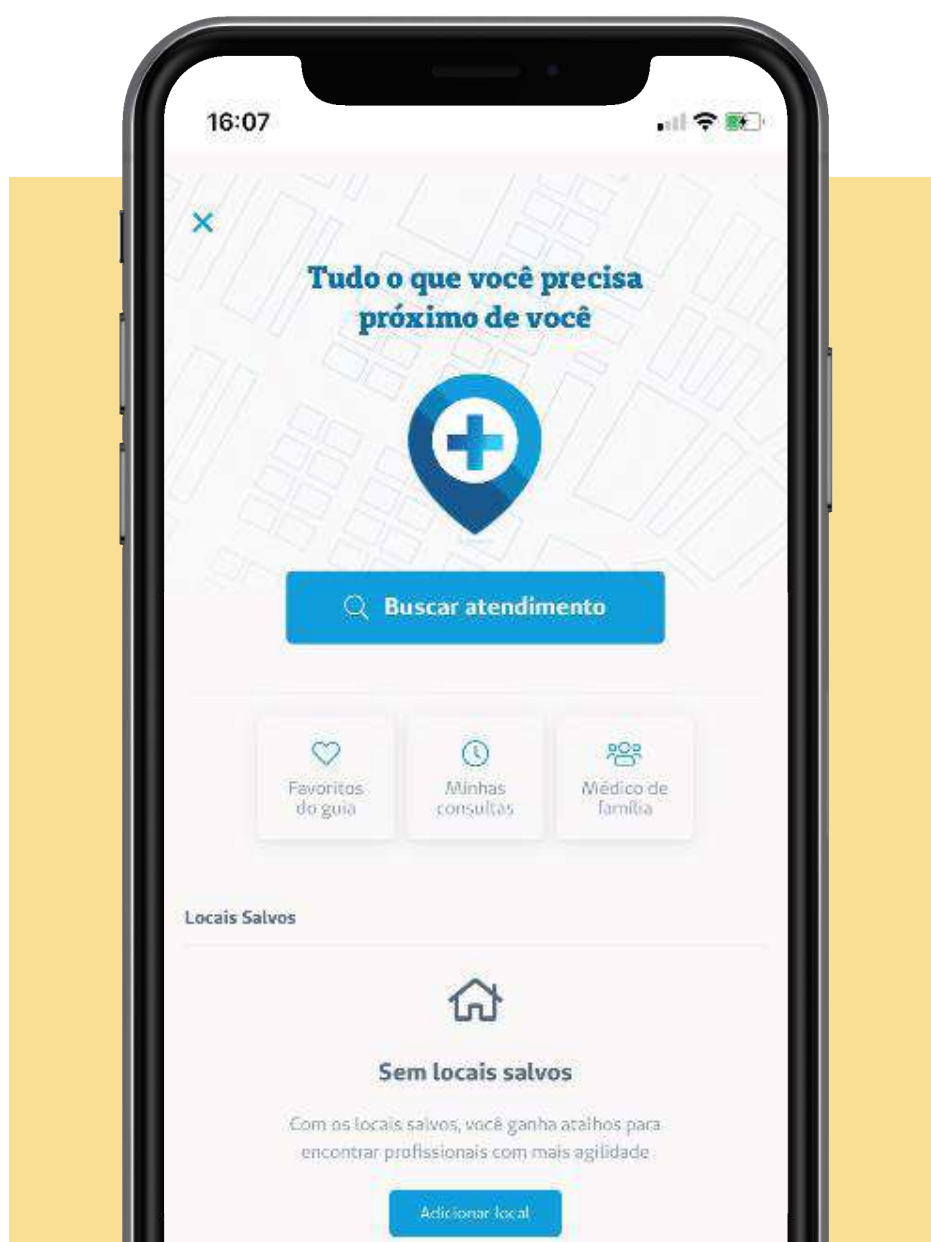 16:07
Tudo o que você precisa
próximo de você
Buscar atendimento
Favoritos
do guia
Minhas
consultas
Médico de
família
Locais Salvos
Sem locais salvos
Com os locais salvos, você ganha atalhos para
encontrar profissionais com mais agilidade
Adicionar local